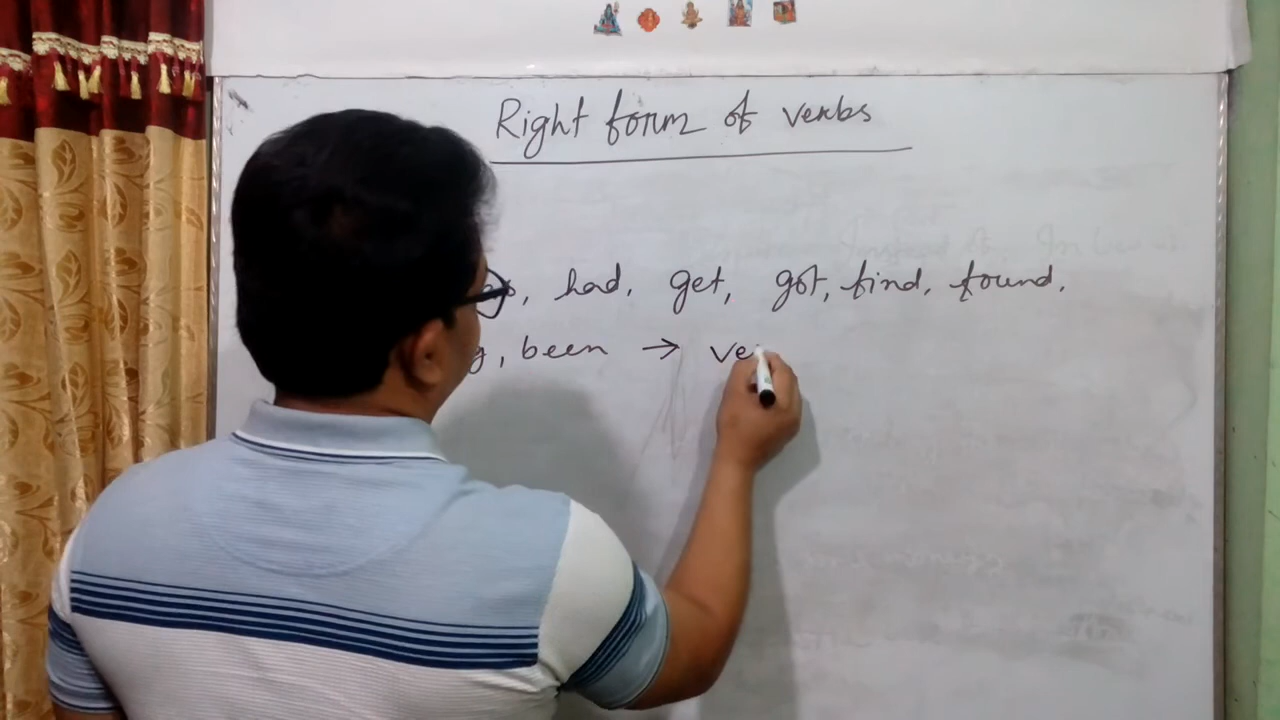 Right form of verbs
had, get, got, find, found,
been → ve